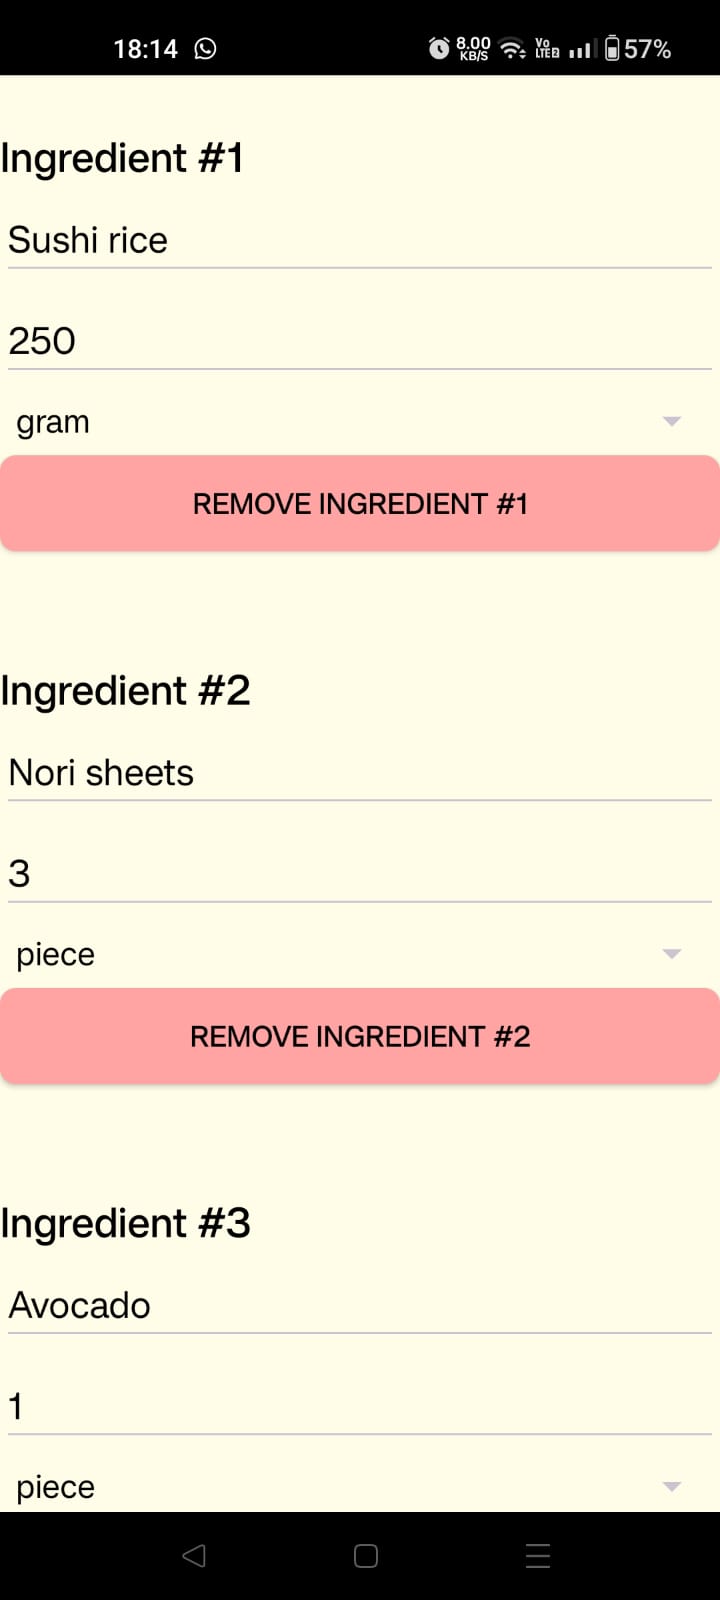 18:14 8.00 KB/S Vo LTE2 57%
Ingredient #1
Sushi rice
250
gram
REMOVE INGREDIENT #1
Ingredient #2
Nori sheets
3
piece
REMOVE INGREDIENT #2
Ingredient #3
Avocado
1
piece